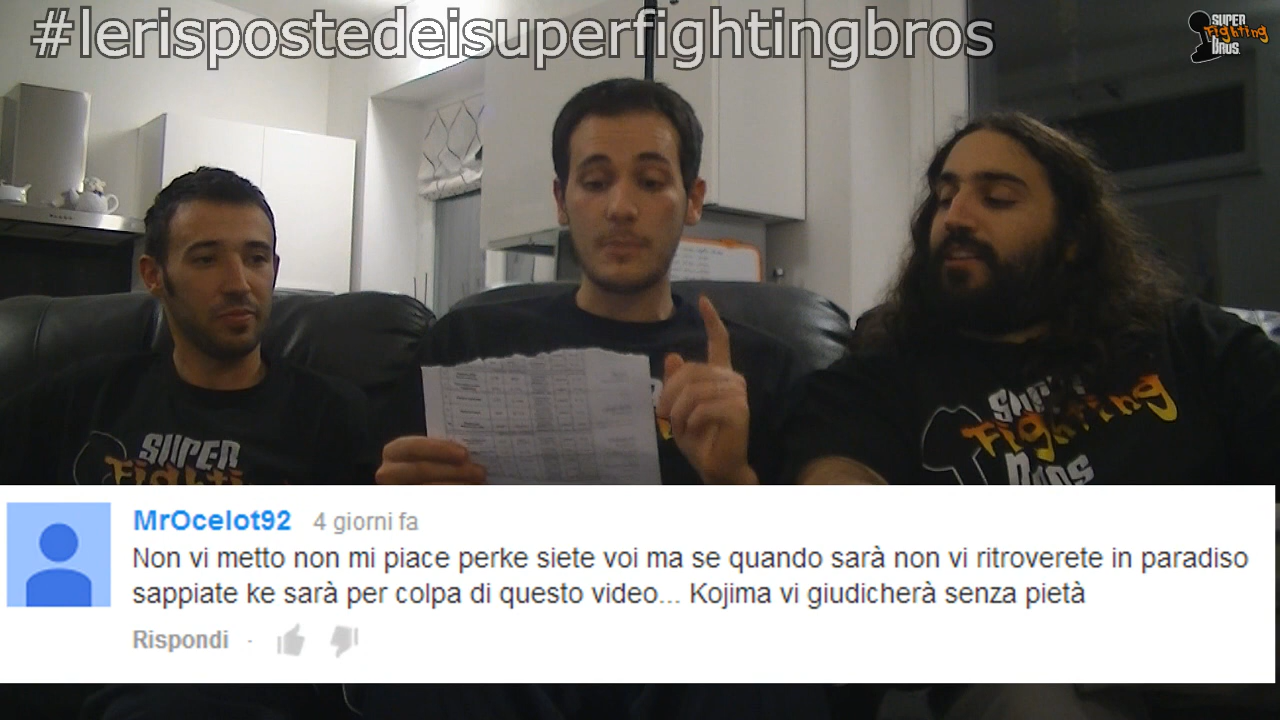 #lerispostedeisuperfightingbros
SUPER
Fighting
Bros.
SUPER
Fighti
Fighting
Bros
MrOcelot92 4 giorni fa
Non vi metto non mi piace perke siete voi ma se quando sarà non vi ritroverete in paradiso
sappiate ke sarà per colpa di questo video... Kojima vi giudicherà senza pietà
Rispondi ·